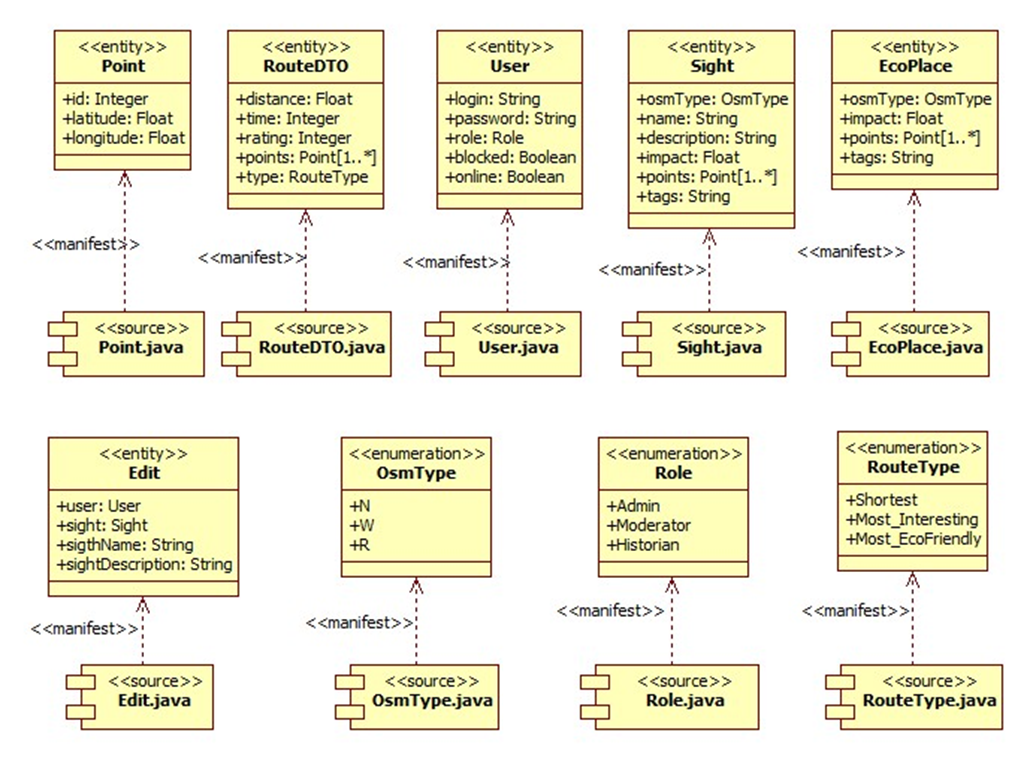 <<entity>>
Point
+id: Integer
+latitude: Float
+longitude: Float
<<entity>>
RouteDTO
+distance: Float
+time: Integer
+rating: Integer
+points: Point[1..*]
+type: RouteType
<<entity>>
User
+login: String
+password: String
+role: Role
+blocked: Boolean
+online: Boolean
<<entity>>
Sight
+osmType: OsmType
+name: String
+description: String
+impact: Float
+points: Point[1..*]
+tags: String
<<entity>>
EcoPlace
+osmType: OsmType
+impact: Float
+points: Point[1..*]
+tags: String
<<manifest>>
<<manifest>>
<<manifest>>
<<manifest>>
<<manifest>>
<<source>>
Point.java
<<source>>
RouteDTO.java
<<source>>
User.java
<<source>>
Sight.java
<<source>>
EcoPlace.java
<<entity>>
Edit
+user: User
+sight: Sight
+sigthName: String
+sightDescription: String
<<enumeration>>
OsmType
+N
+W
+R
<<enumeration>>
Role
+Admin
+Moderator
+Historian
<<enumeration>>
RouteType
+Shortest
+Most_Interesting
+Most_EcoFriendly
<<manifest>>
<<manifest>>
<<manifest>>
<<manifest>>
<<source>>
Edit.java
<<source>>
OsmType.java
<<source>>
Role.java
<<source>>
RouteType.java